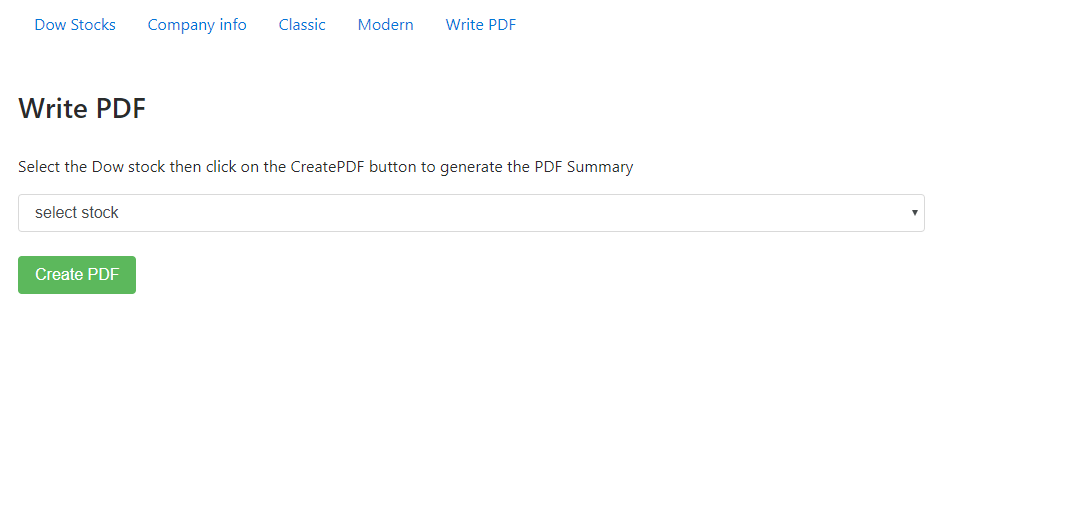 Dow Stocks Company info Classic Modern Write PDF
Write PDF
Select the Dow stock then click on the CreatePDF button to generate the PDF Summary
select stock
Create PDF